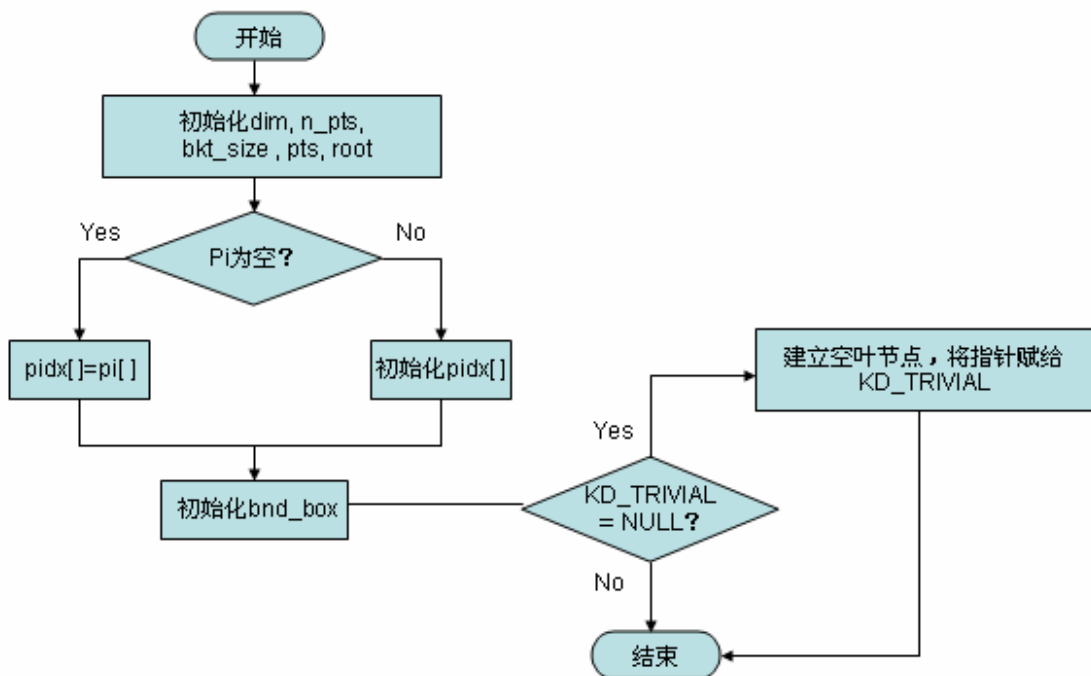 开始
初始化dim, n_pts,
bkt_size , pts, root
Yes
No
Pi为空？
pidx[]=pi[ ]
初始化pidx[]
建立空叶节点，将指针赋给
KD_TRIVIAL
Yes
初始化bnd_box
KD_TRIVIAL
= NULL？
No
结束